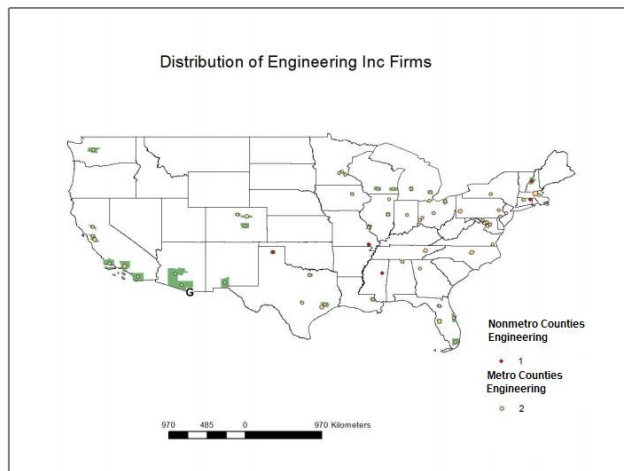 Distribution of Engineering Inc Firms
G
Nonmetro Counties
Engineering
1
Metro Counties
Engineering
2
970 485 0 970 Kilometers